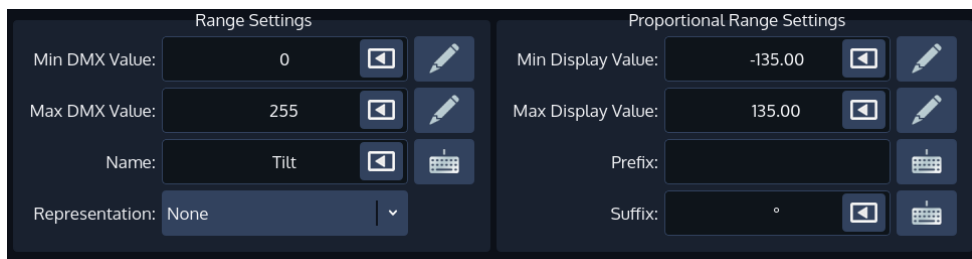 Range Settings
Min DMX Value: 0
Max DMX Value: 255
Name: Tilt
Representation: None
Proportional Range Settings
Min Display Value: -135.00
Max Display Value: 135.00
Prefix:
Suffix: °